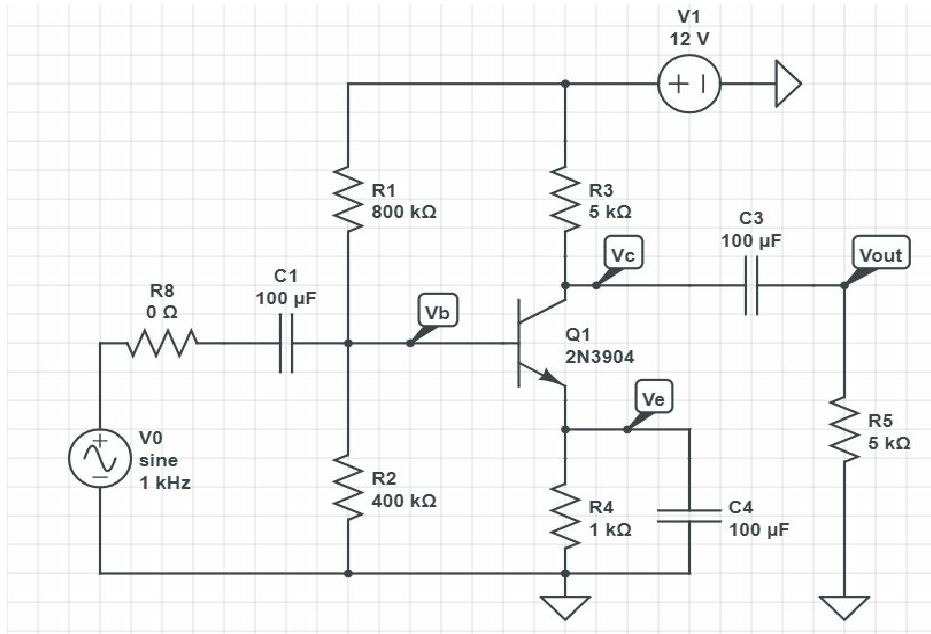 V1
12 V
+ |
R1
800 kΩ
R3
5 kΩ
C3
100 µF
Vc
Vout
C1
100 µF
R8
0 Ω
Vb
Q1
2N3904
Ve
V0
sine
1 kHz
+
−
R5
5 kΩ
R2
400 kΩ
R4
1 kΩ
C4
100 µF